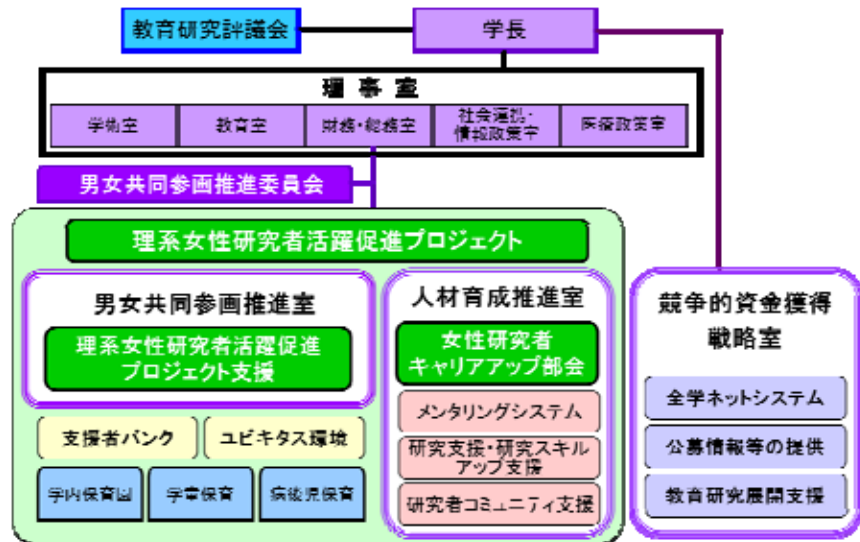 教育研究評議会
学長
理事室
学術室
教育室
財務・総務室
社会連携・
情報政策室
医療政策室
男女共同参画推進委員会
理系女性研究者活躍促進プロジェクト
男女共同参画推進室
理系女性研究者活躍促進
プロジェクト支援
支援者バンク
ユビキタス環境
学内保育園
学童保育
病後児保育
人材育成推進室
女性研究者
キャリアアップ部会
メンタリングシステム
研究支援・研究スキル
アップ支援
研究者コミュニティ支援
競争的資金獲得
戦略室
全学ネットシステム
公募情報等の提供
教育研究展開支援